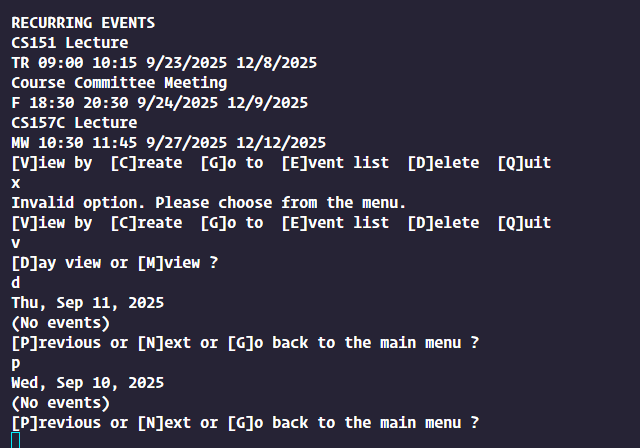 RECURRING EVENTS
CS151 Lecture
TR 09:00 10:15 9/23/2025 12/8/2025
Course Committee Meeting
F 18:30 20:30 9/24/2025 12/9/2025
CS157C Lecture
MW 10:30 11:45 9/27/2025 12/12/2025
[V]iew by  [C]reate  [G]o to  [E]vent list  [D]elete  [Q]uit
x
Invalid option. Please choose from the menu.
[V]iew by  [C]reate  [G]o to  [E]vent list  [D]elete  [Q]uit
v
[D]ay view or [M]view ?
d
Thu, Sep 11, 2025
(No events)
[P]revious or [N]ext or [G]o back to the main menu ?
p
Wed, Sep 10, 2025
(No events)
[P]revious or [N]ext or [G]o back to the main menu ?